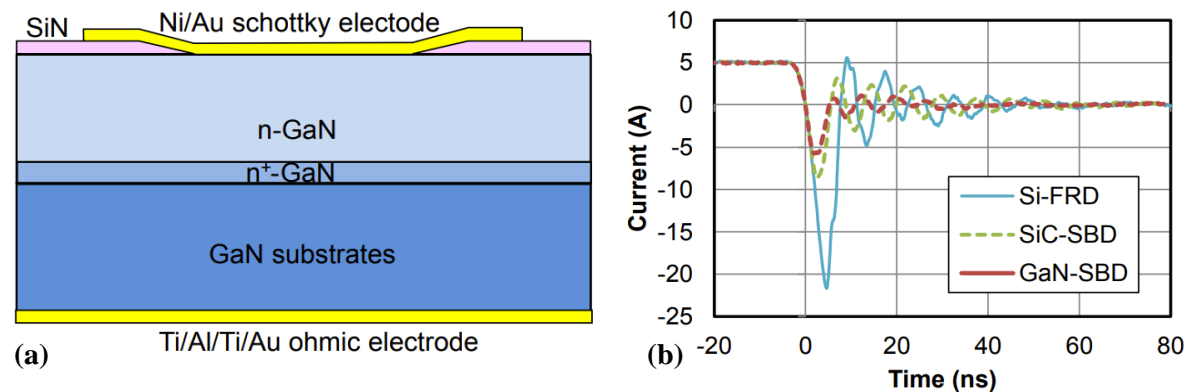 Ni/Au schottky electode
SiN
n-GaN
n⁺-GaN
GaN substrates
Ti/Al/Ti/Au ohmic electrode
(a)
10
5
0
-5
-10
-15
-20
-25
Current (A)
Si-FRD
SiC-SBD
GaN-SBD
-20 0 20 40 60 80
Time (ns)
(b)